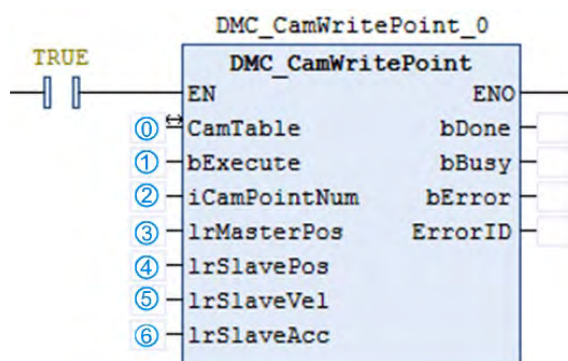 DMC_CamWritePoint_0
TRUE
DMC_CamWritePoint
EN ENO
⓪ CamTable bDone
① bExecute bBusy
② iCamPointNum bError
③ lrMasterPos ErrorID
④ lrSlavePos
⑤ lrSlaveVel
⑥ lrSlaveAcc